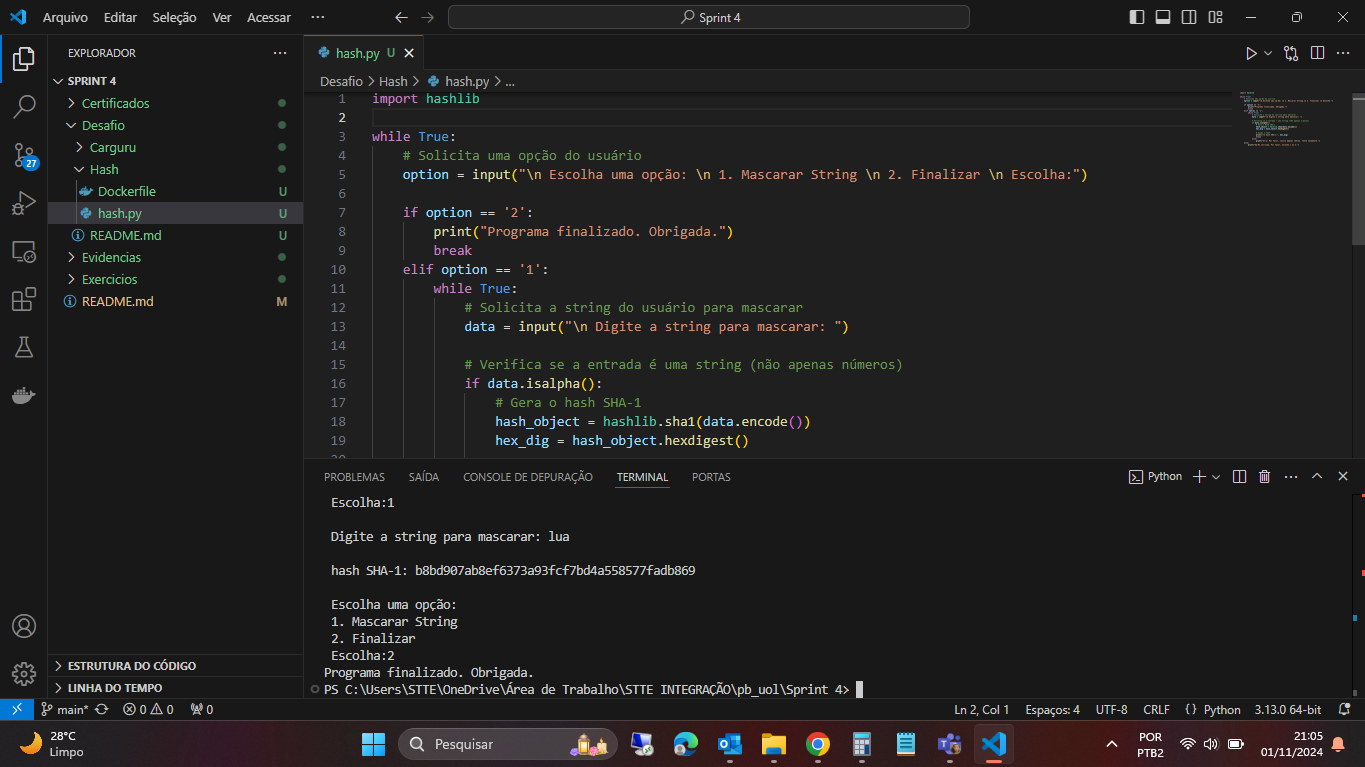 Arquivo Editar Seleção Ver Acessar ··· Sprint 4
EXPLORADOR ···
SPRINT 4
Certificados
Desafio
Carguru
Hash
Dockerfile U
hash.py U
README.md U
Evidencias
Exercicios
README.md M
27
ESTRUTURA DO CÓDIGO
LINHA DO TEMPO
hash.py U
Desafio > Hash > hash.py > ...
1 import hashlib
2
3 while True:
4 # Solicita uma opção do usuário
5 option = input("\n Escolha uma opção: \n 1. Mascarar String \n 2. Finalizar \n Escolha:")
6
7 if option == '2':
8 print("Programa finalizado. Obrigada.")
9 break
10 elif option == '1':
11 while True:
12 # Solicita a string do usuário para mascarar
13 data = input("\n Digite a string para mascarar: ")
14
15 # Verifica se a entrada é uma string (não apenas números)
16 if data.isalpha():
17 # Gera o hash SHA-1
18 hash_object = hashlib.sha1(data.encode())
19 hex_dig = hash_object.hexdigest()
20
PROBLEMAS SAÍDA CONSOLE DE DEPURAÇÃO TERMINAL PORTAS Python
Escolha:1
Digite a string para mascarar: lua
hash SHA-1: b8bd907ab8ef6373a93fcf7bd4a558577fadb869
Escolha uma opção:
1. Mascarar String
2. Finalizar
Escolha:2
Programa finalizado. Obrigada.
PS C:\Users\STTE\OneDrive\Área de Trabalho\STTE INTEGRAÇÃO\pb_uol\Sprint 4>
main* 0 0 0 Ln 2, Col 1 Espaços: 4 UTF-8 CRLF {} Python 3.13.0 64-bit
28°C
Limpo
Pesquisar
POR
PTB2
21:05
01/11/2024